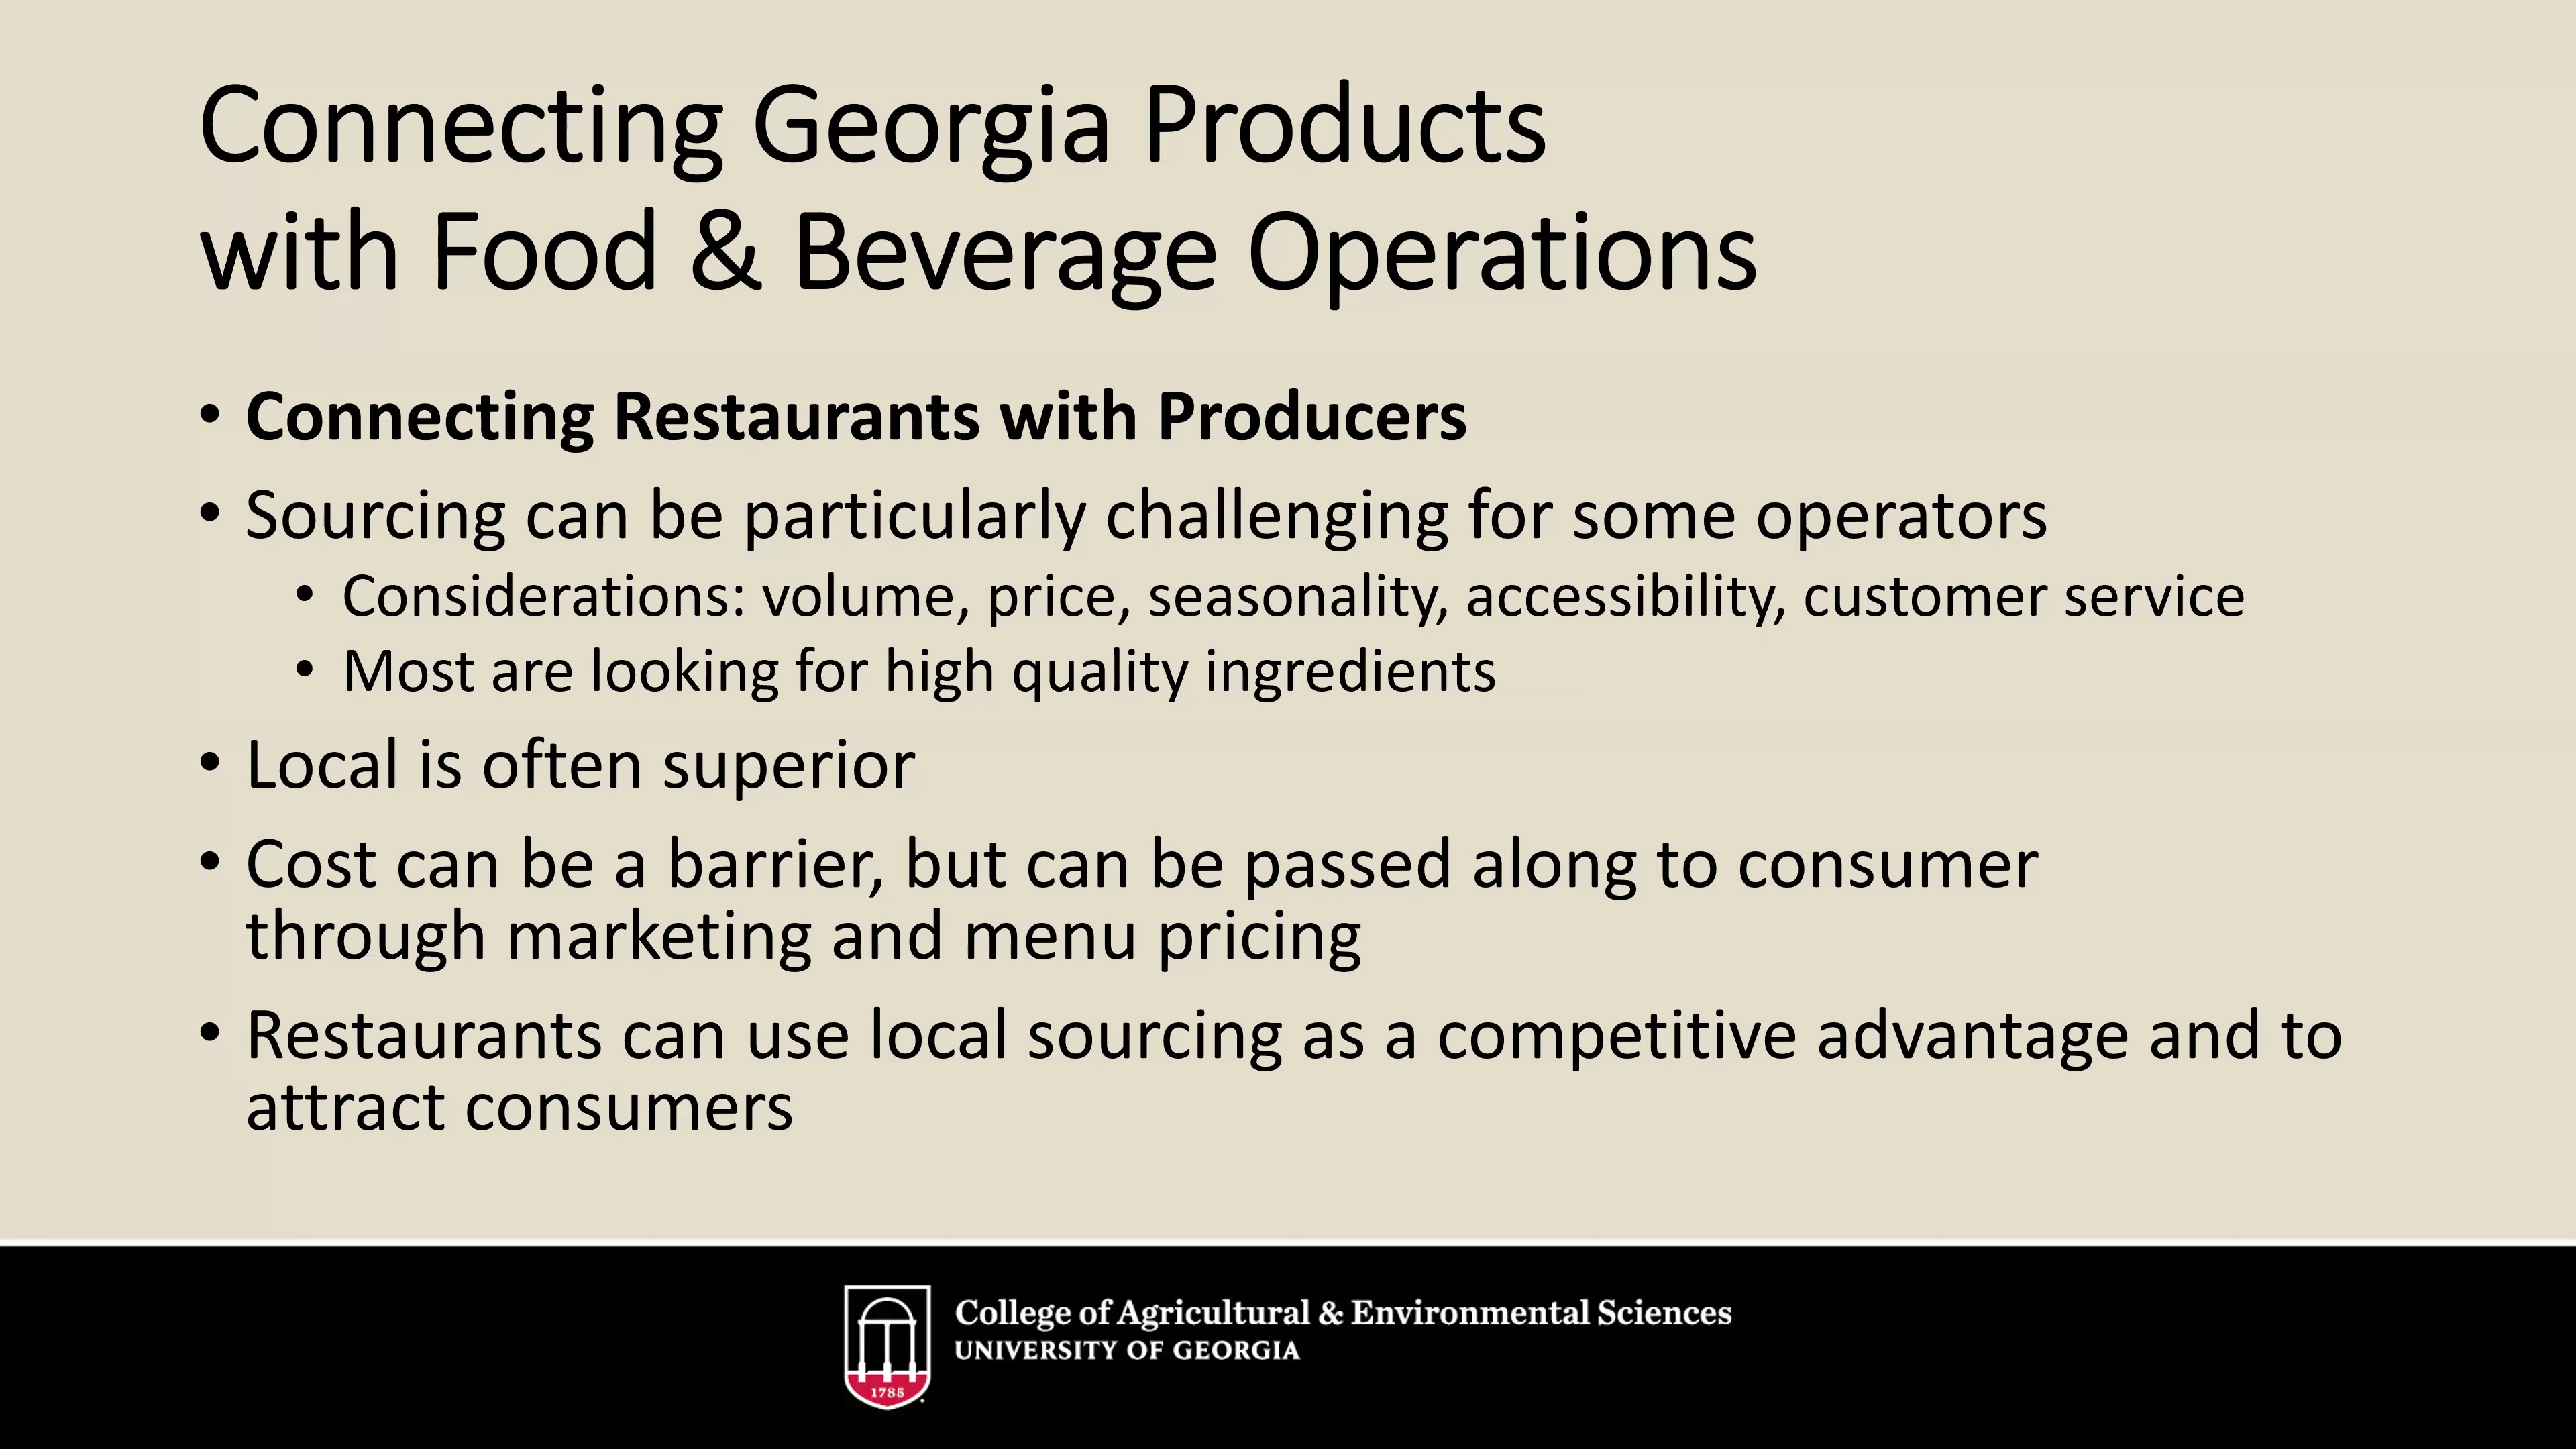 Connecting Georgia Products
with Food & Beverage Operations
• Connecting Restaurants with Producers
• Sourcing can be particularly challenging for some operators
• Considerations: volume, price, seasonality, accessibility, customer service
• Most are looking for high quality ingredients
• Local is often superior
• Cost can be a barrier, but can be passed along to consumer
through marketing and menu pricing
• Restaurants can use local sourcing as a competitive advantage and to
attract consumers
College of Agricultural & Environmental Sciences
UNIVERSITY OF GEORGIA
1785